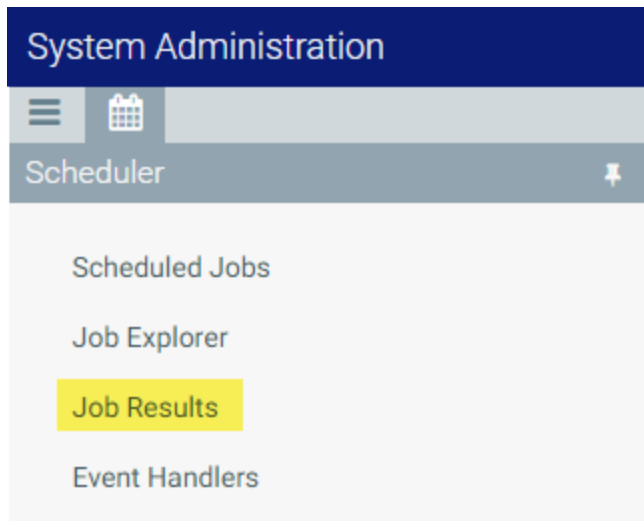 System Administration
Scheduler
Scheduled Jobs
Job Explorer
Job Results
Event Handlers